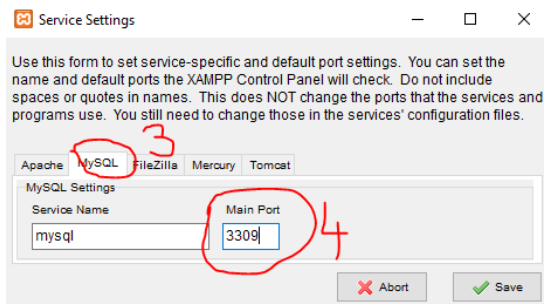 Service Settings
Use this form to set service-specific and default port settings. You can set the
name and default ports the XAMPP Control Panel will check. Do not include
spaces or quotes in names. This does NOT change the ports that the services and
programs use. You still need to change those in the services' configuration files.
3
Apache MySQL FileZilla Mercury Tomcat
MySQL Settings
Service Name Main Port
mysql 3309 4
Abort Save